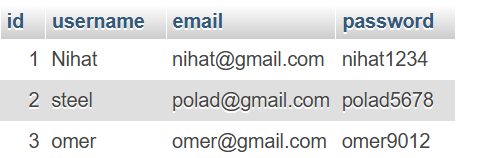 id username email password
1 Nihat nihat@gmail.com nihat1234
2 steel polad@gmail.com polad5678
3 omer omer@gmail.com omer9012